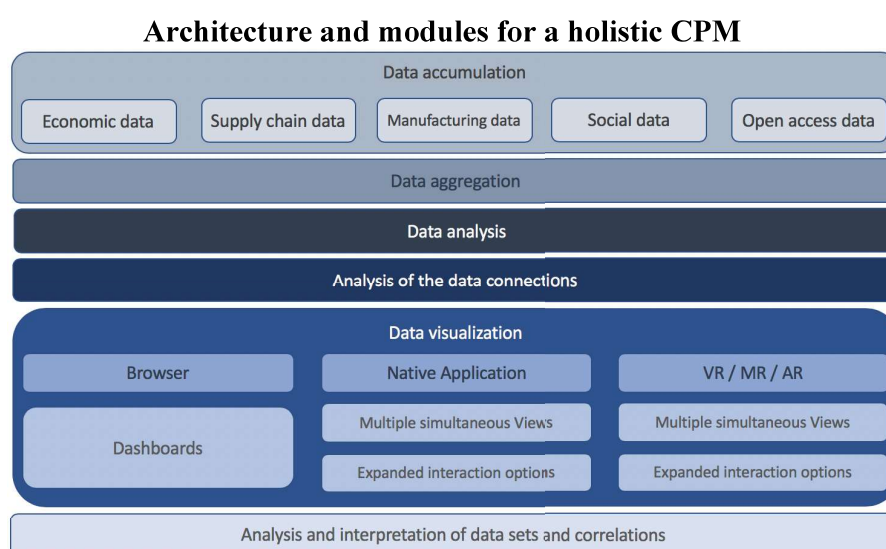 Architecture and modules for a holistic CPM
Data accumulation
Economic data
Supply chain data
Manufacturing data
Social data
Open access data
Data aggregation
Data analysis
Analysis of the data connections
Data visualization
Browser
Native Application
VR / MR / AR
Dashboards
Multiple simultaneous Views
Multiple simultaneous Views
Expanded interaction options
Expanded interaction options
Analysis and interpretation of data sets and correlations